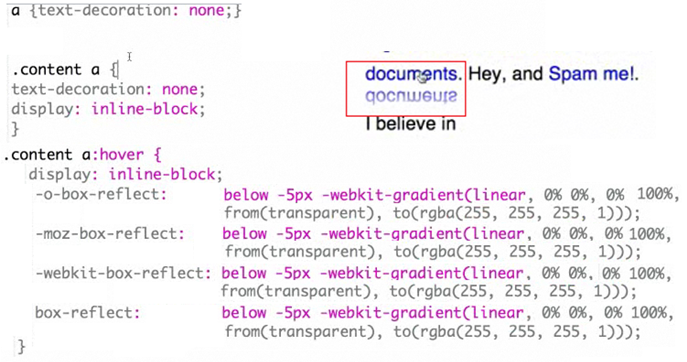 a {text-decoration: none;}
.content a {
text-decoration: none;
display: inline-block;
}
documents. Hey, and Spam me!.
documents
I believe in
.content a:hover {
display: inline-block;
-o-box-reflect: below -5px -webkit-gradient(linear, 0% 0%, 0% 100%,
from(transparent), to(rgba(255, 255, 255, 1)));
-moz-box-reflect: below -5px -webkit-gradient(linear, 0% 0%, 0% 100%,
from(transparent), to(rgba(255, 255, 255, 1)));
-webkit-box-reflect: below -5px -webkit-gradient(linear, 0% 0%, 0% 100%,
from(transparent), to(rgba(255, 255, 255, 1)));
box-reflect: below -5px -webkit-gradient(linear, 0% 0%, 0% 100%,
from(transparent), to(rgba(255, 255, 255, 1)));
}